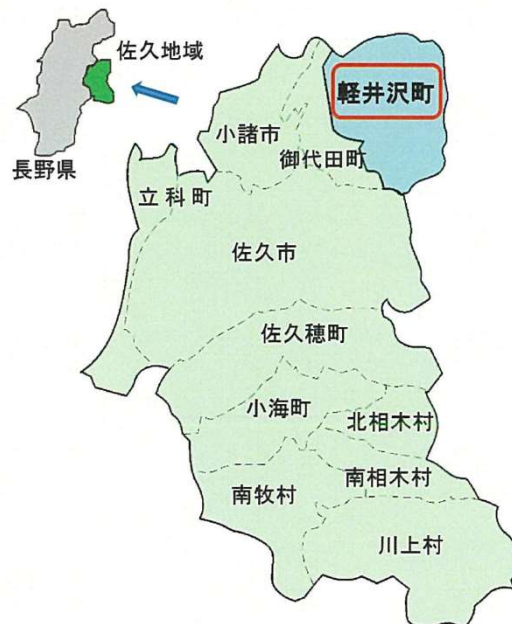 佐久地域
長野県
軽井沢町
小諸市
御代田町
立科町
佐久市
佐久穂町
小海町
北相木村
南相木村
南牧村
川上村